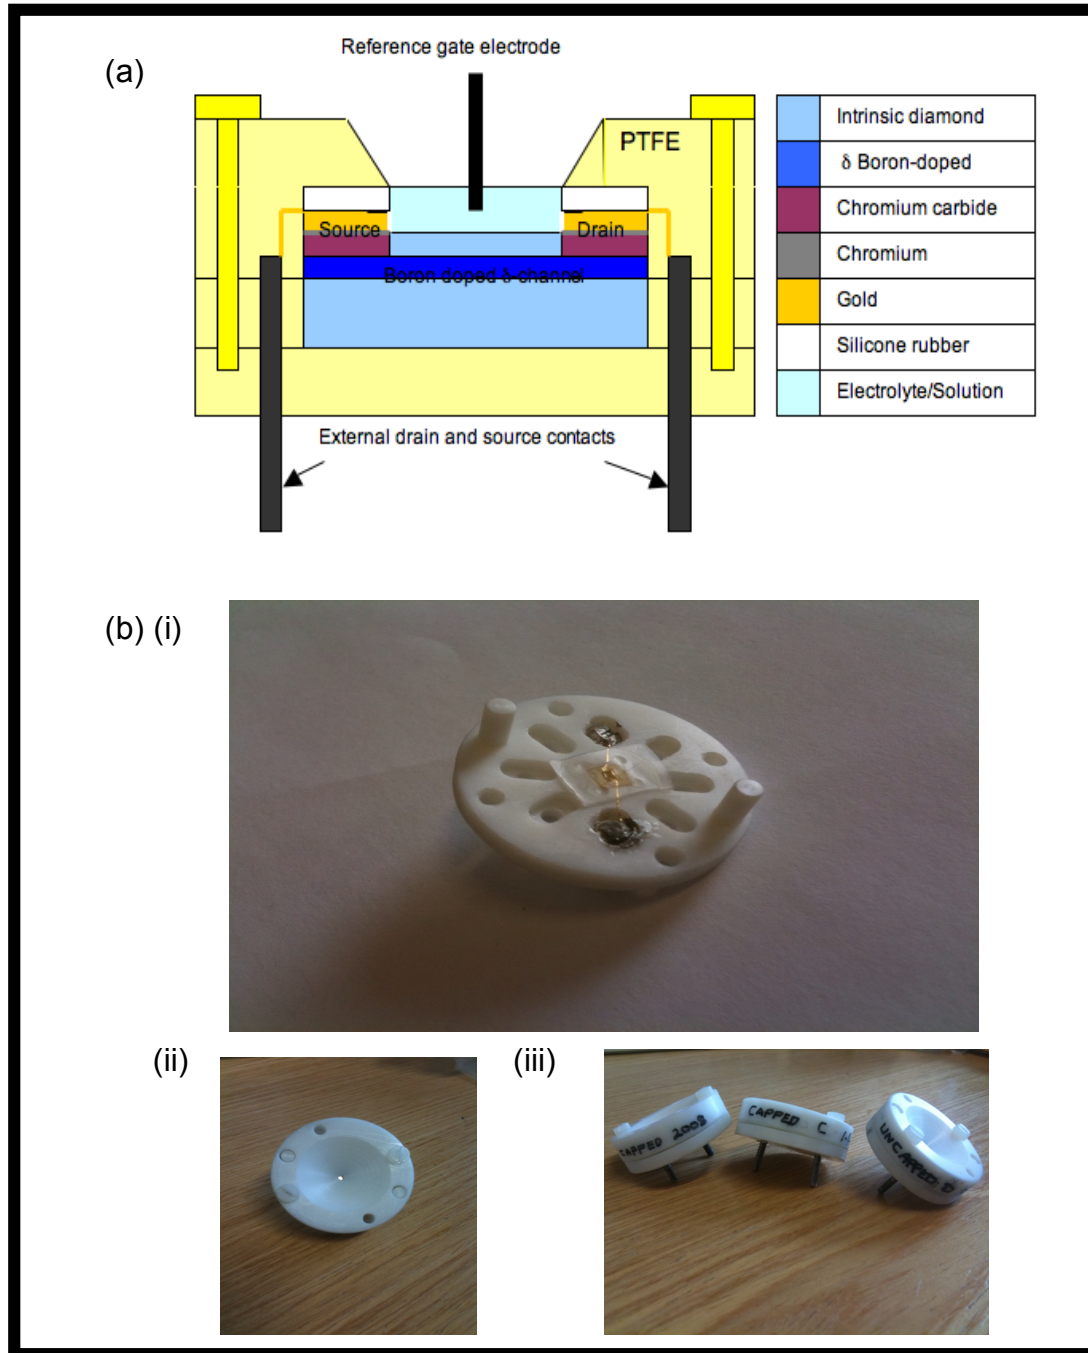 (a)
Reference gate electrode
PTFE
Source
Drain
Boron doped δ-channel
External drain and source contacts
Intrinsic diamond
δ Boron-doped
Chromium carbide
Chromium
Gold
Silicone rubber
Electrolyte/Solution
(b) (i)
(ii)
(iii)
CAPPED 2008
CAPPED C
UNCAPPED D